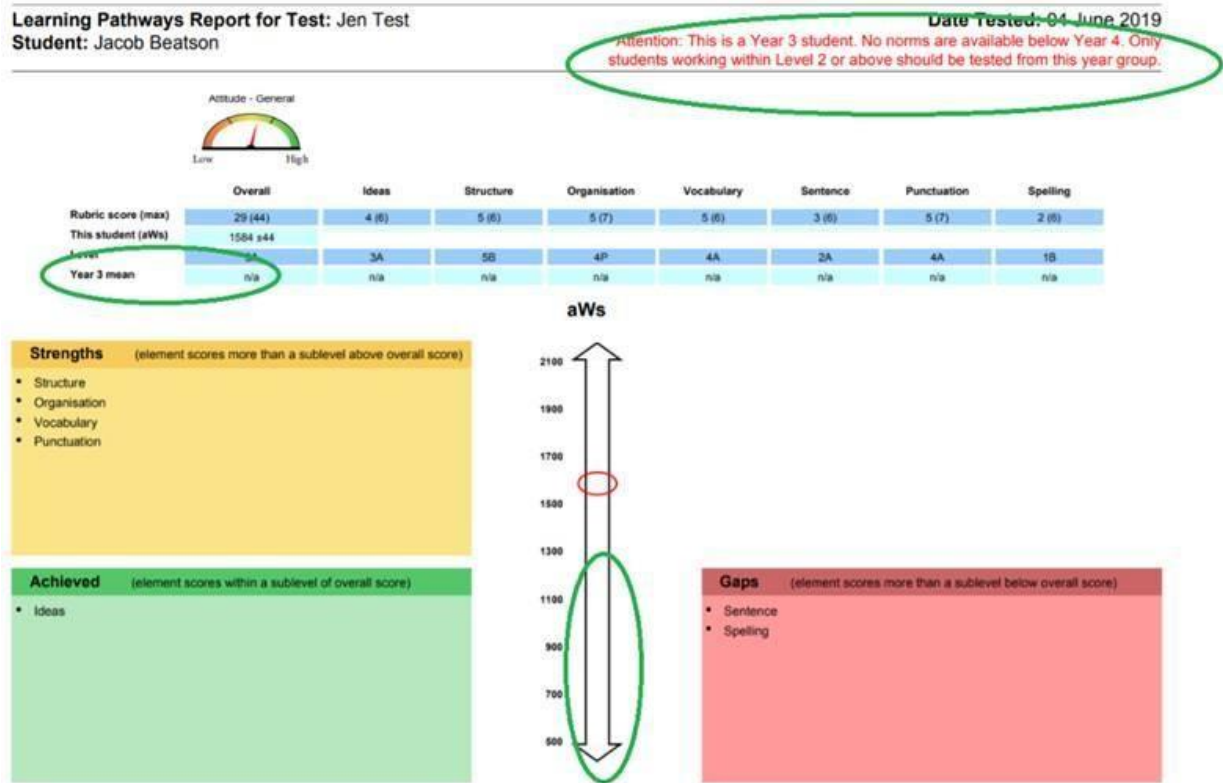 Learning Pathways Report for Test: Jen Test
Date Tested: 04 June 2019
Student: Jacob Beatson
Attention: This is a Year 3 student. No norms are available below Year 4. Only
students working within Level 2 or above should be tested from this year group.
Attitude - General
Low High
Overall Ideas Structure Organisation Vocabulary Sentence Punctuation Spelling
Rubric score (max) 29 (44) 4 (6) 5 (6) 5 (7) 5 (6) 3 (6) 5 (7) 2 (6)
This student (aWs) 1584 ±44
Level 3A 5B 4P 4A 2A 4A 1B
Year 3 mean n/a n/a n/a n/a n/a n/a n/a n/a
aWs
Strengths (element scores more than a sublevel above overall score)
• Structure
• Organisation
• Vocabulary
• Punctuation
2100
1900
1700
1500
1300
1100
900
700
500
Achieved (element scores within a sublevel of overall score)
• Ideas
Gaps (element scores more than a sublevel below overall score)
• Sentence
• Spelling